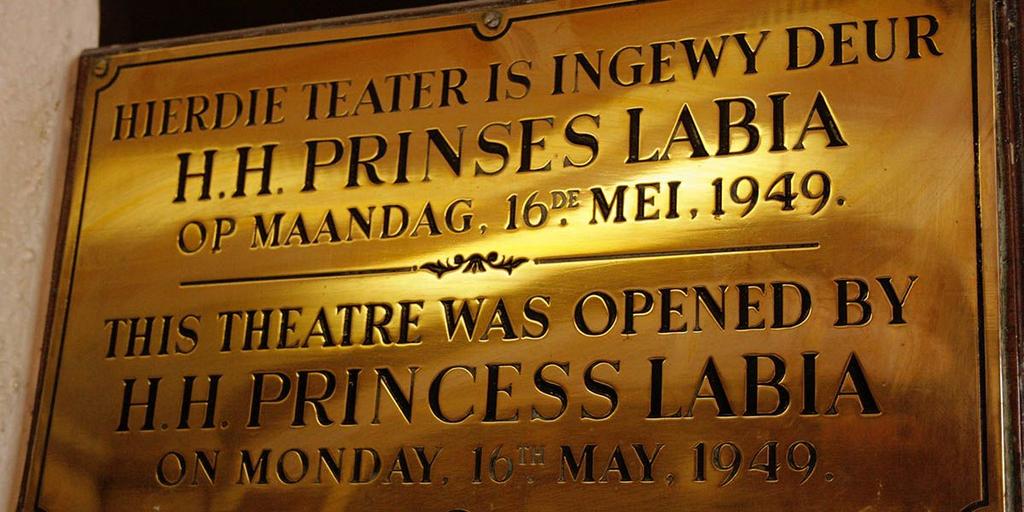 HIERDIE TEATER IS INGEWY DEUR
H.H. PRINSES LABIA
OP MAANDAG, 16DE. MEI, 1949.
THIS THEATRE WAS OPENED BY
H.H. PRINCESS LABIA
ON MONDAY, 16TH MAY, 1949.